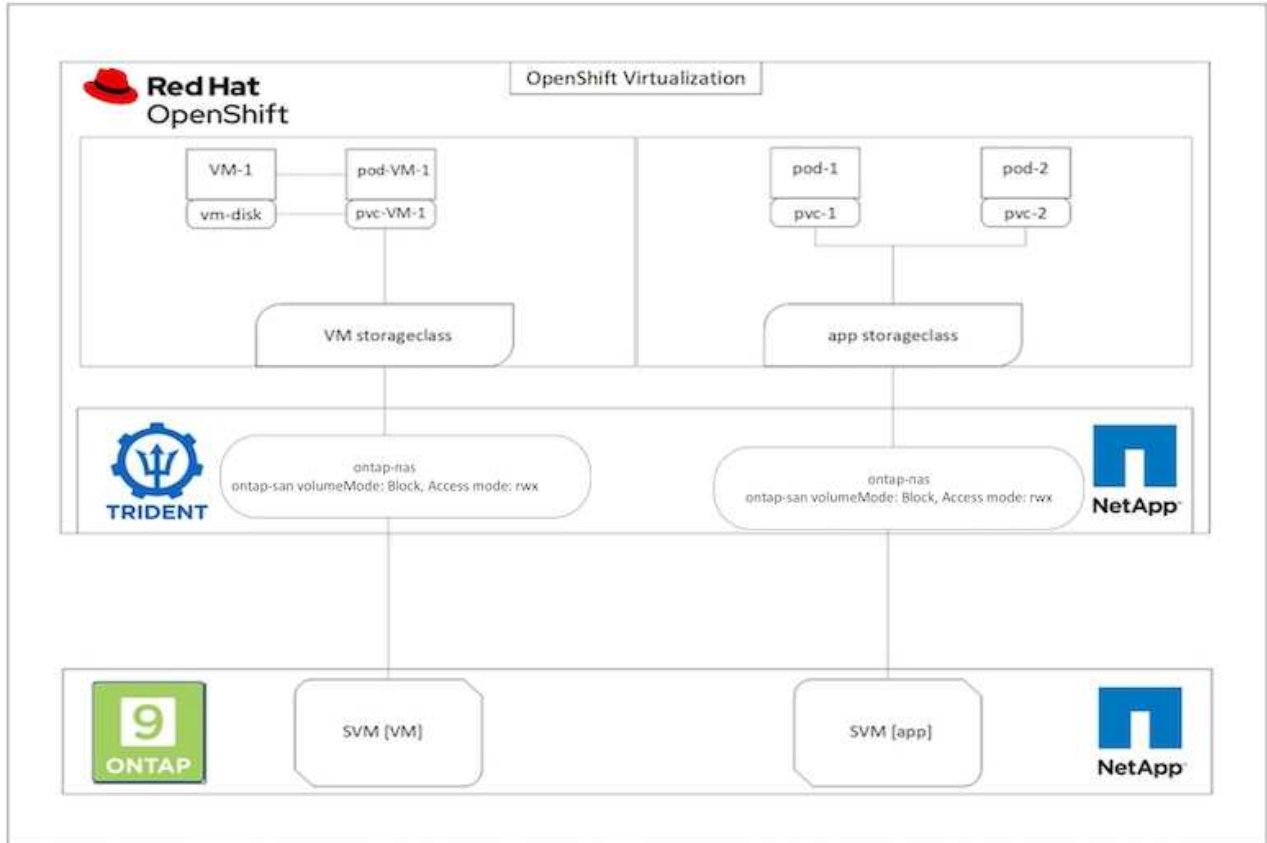 OpenShift Virtualization
Red Hat
OpenShift
VM-1
pod-VM-1
vm-disk
pvc-VM-1
pod-1
pod-2
pvc-1
pvc-2
VM storageclass
app storageclass
TRIDENT
ontap-nas
ontap-san volumeMode: Block, Access mode: rwx
ontap-nas
ontap-san volumeMode: Block, Access mode: rwx
NetApp
9
ONTAP
SVM [VM]
SVM [app]
NetApp